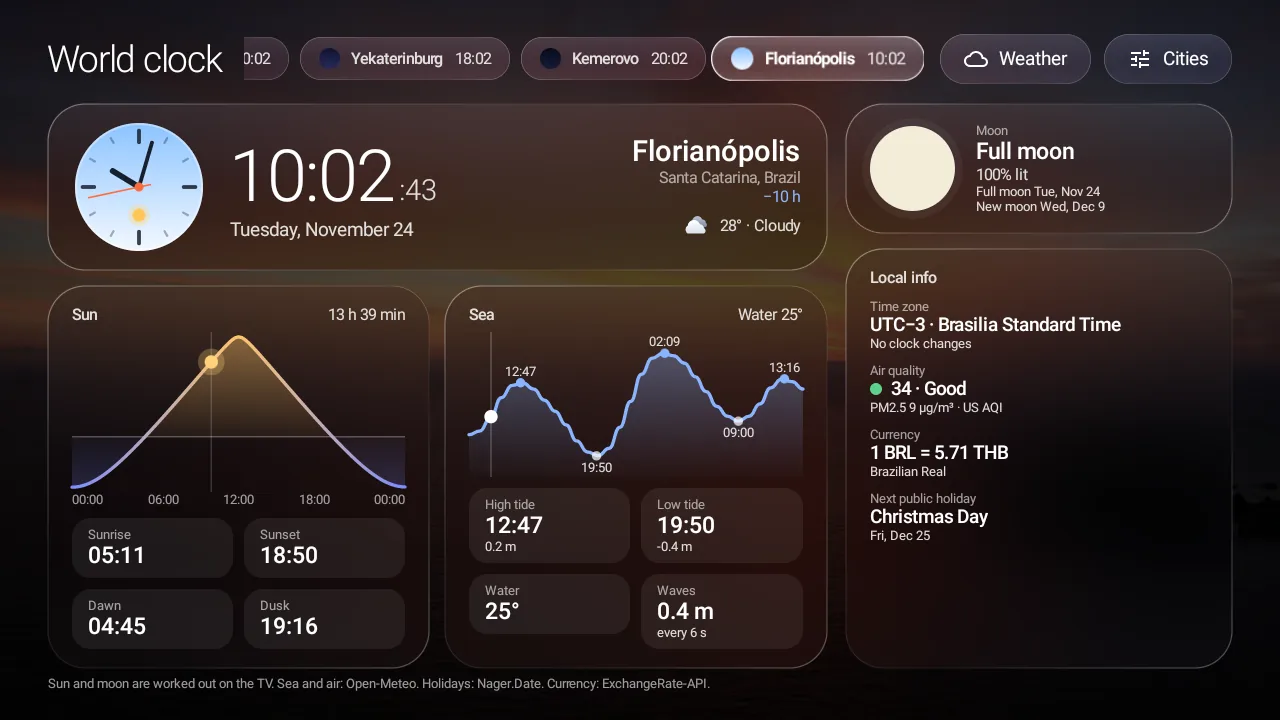 World clock
0:02
Yekaterinburg 18:02
Kemerovo 20:02
Florianópolis 10:02
Weather
Cities
10:02:43
Tuesday, November 24
Florianópolis
Santa Catarina, Brazil
−10 h
28° · Cloudy
Moon
Full moon
100% lit
Full moon Tue, Nov 24
New moon Wed, Dec 9
Sun 13 h 39 min
00:00 06:00 12:00 18:00 00:00
Sunrise
05:11
Sunset
18:50
Dawn
04:45
Dusk
19:16
Sea Water 25°
12:47
02:09
13:16
19:50
09:00
High tide
12:47
0.2 m
Low tide
19:50
-0.4 m
Water
25°
Waves
0.4 m
every 6 s
Local info
Time zone
UTC−3 · Brasilia Standard Time
No clock changes
Air quality
34 · Good
PM2.5 9 µg/m³ · US AQI
Currency
1 BRL = 5.71 THB
Brazilian Real
Next public holiday
Christmas Day
Fri, Dec 25
Sun and moon are worked out on the TV. Sea and air: Open-Meteo. Holidays: Nager.Date. Currency: ExchangeRate-API.